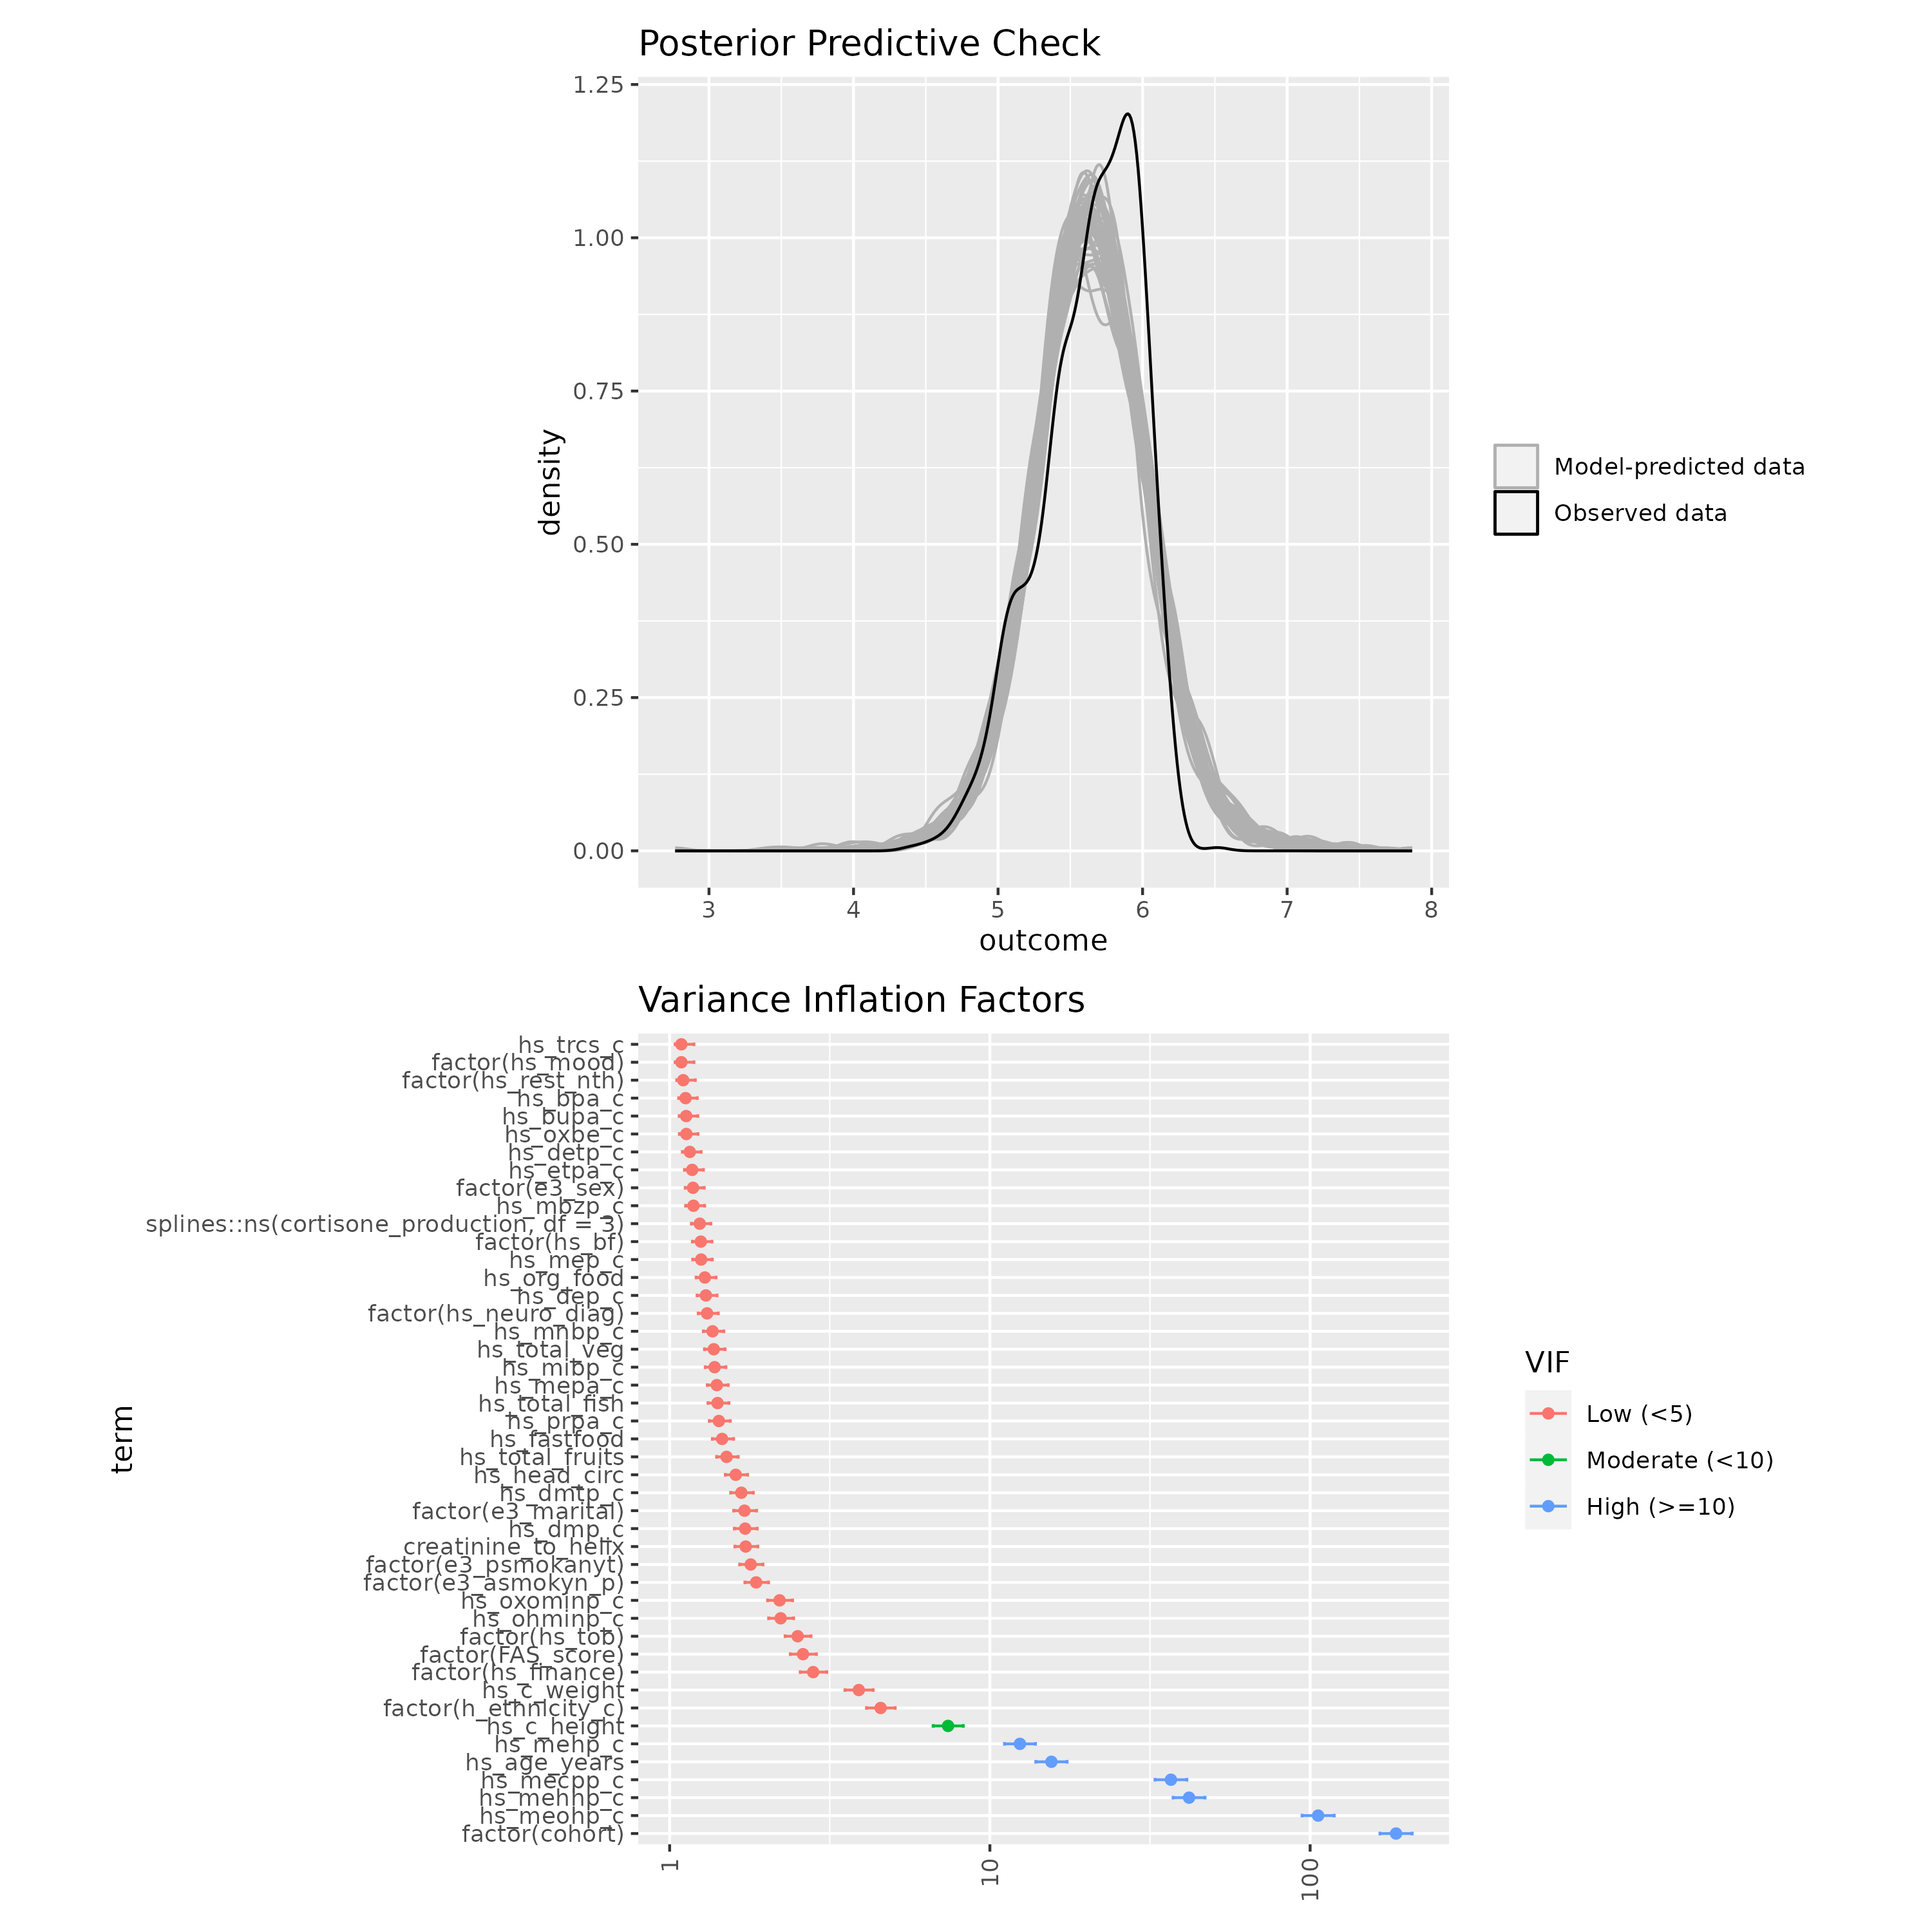 Posterior Predictive Check
1.25
1.00
0.75
0.50
0.25
0.00
density
3 4 5 6 7 8
outcome
Model-predicted data
Observed data
Variance Inflation Factors
hs_trcs_c
factor(hs_mood)
factor(hs_rest_nth)
hs_bpa_c
hs_bupa_c
hs_oxbe_c
hs_detp_c
hs_etpa_c
factor(e3_sex)
hs_mbzp_c
splines::ns(cortisone_production, df = 3)
factor(hs_bf)
hs_mep_c
hs_org_food
hs_dep_c
factor(hs_neuro_diag)
hs_mnbp_c
hs_total_veg
hs_mibp_c
hs_mepa_c
hs_total_fish
hs_prpa_c
hs_fastfood
hs_total_fruits
hs_head_circ
hs_dmtp_c
factor(e3_marital)
hs_dmp_c
creatinine_to_helix
factor(e3_psmokanyt)
factor(e3_asmokyn_p)
hs_oxominp_c
hs_ohminp_c
factor(hs_tob)
factor(FAS_score)
factor(hs_finance)
hs_c_weight
factor(h_ethnicity_c)
hs_c_height
hs_mehp_c
hs_age_years
hs_mecpp_c
hs_mehhp_c
hs_meohp_c
factor(cohort)
term
1 10 100
VIF
Low (<5)
Moderate (<10)
High (>=10)